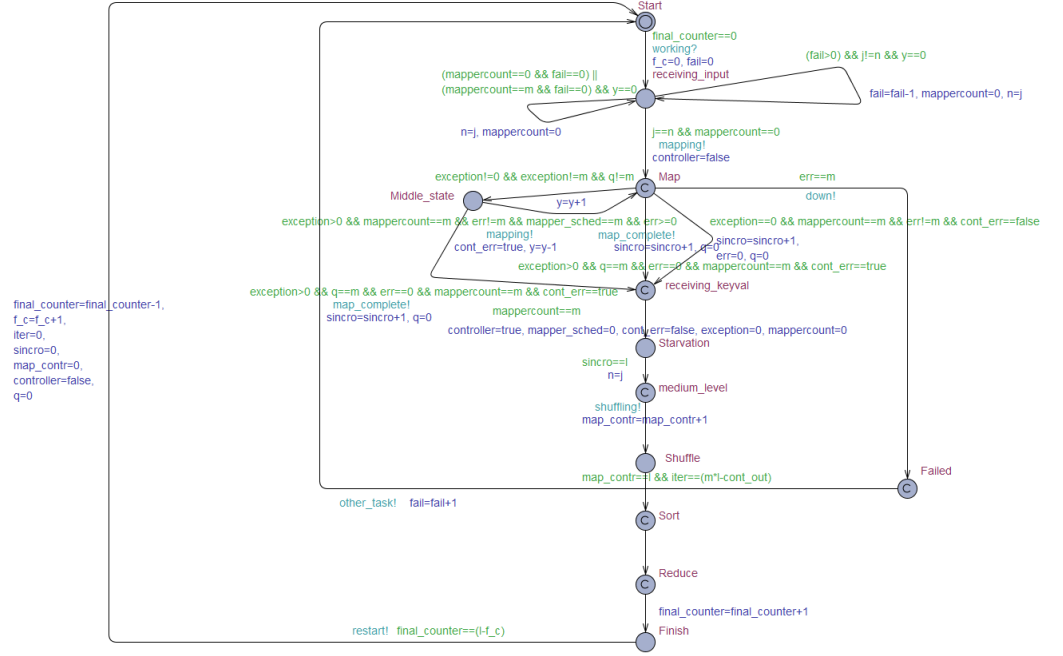 Start
final_counter==0
working?
f_c=0, fail=0
receiving_input
(fail>0) && j!=n && y==0
fail=fail-1, mappercount=0, n=j
(mappercount==0 && fail==0) ||
(mappercount==m && fail==0) && y==0
n=j, mappercount=0
j==n && mappercount==0
mapping!
controller=false
exception!=0 && exception!=m && q!=m
Map
err==m
down!
Middle_state
y=y+1
exception>0 && mappercount==m && err!=m && mapper_sched==m && err>=0
exception==0 && mappercount==m && err!=m && cont_err==false
mapping!
cont_err=true, y=y-1
map_complete!
sincro=sincro+1, q=0
sincro=sincro+1,
err=0, q=0
exception>0 && q==m && err==0 && mappercount==m && cont_err==true
receiving_keyval
exception>0 && q==m && err==0 && mappercount==m && cont_err==true
map_complete!
sincro=sincro+1, q=0
mappercount==m
controller=true, mapper_sched=0, cont_err=false, exception=0, mappercount=0
final_counter=final_counter-1,
f_c=f_c+1,
iter=0,
sincro=0,
map_contr=0,
controller=false,
q=0
Starvation
sincro==l
n=j
medium_level
shuffling!
map_contr=map_contr+1
Shuffle
map_contr==l && iter==(m*l-cont_out)
Failed
other_task! fail=fail+1
Sort
Reduce
final_counter=final_counter+1
restart! final_counter==(l-f_c)
Finish
C
C
C
C
C
C
C